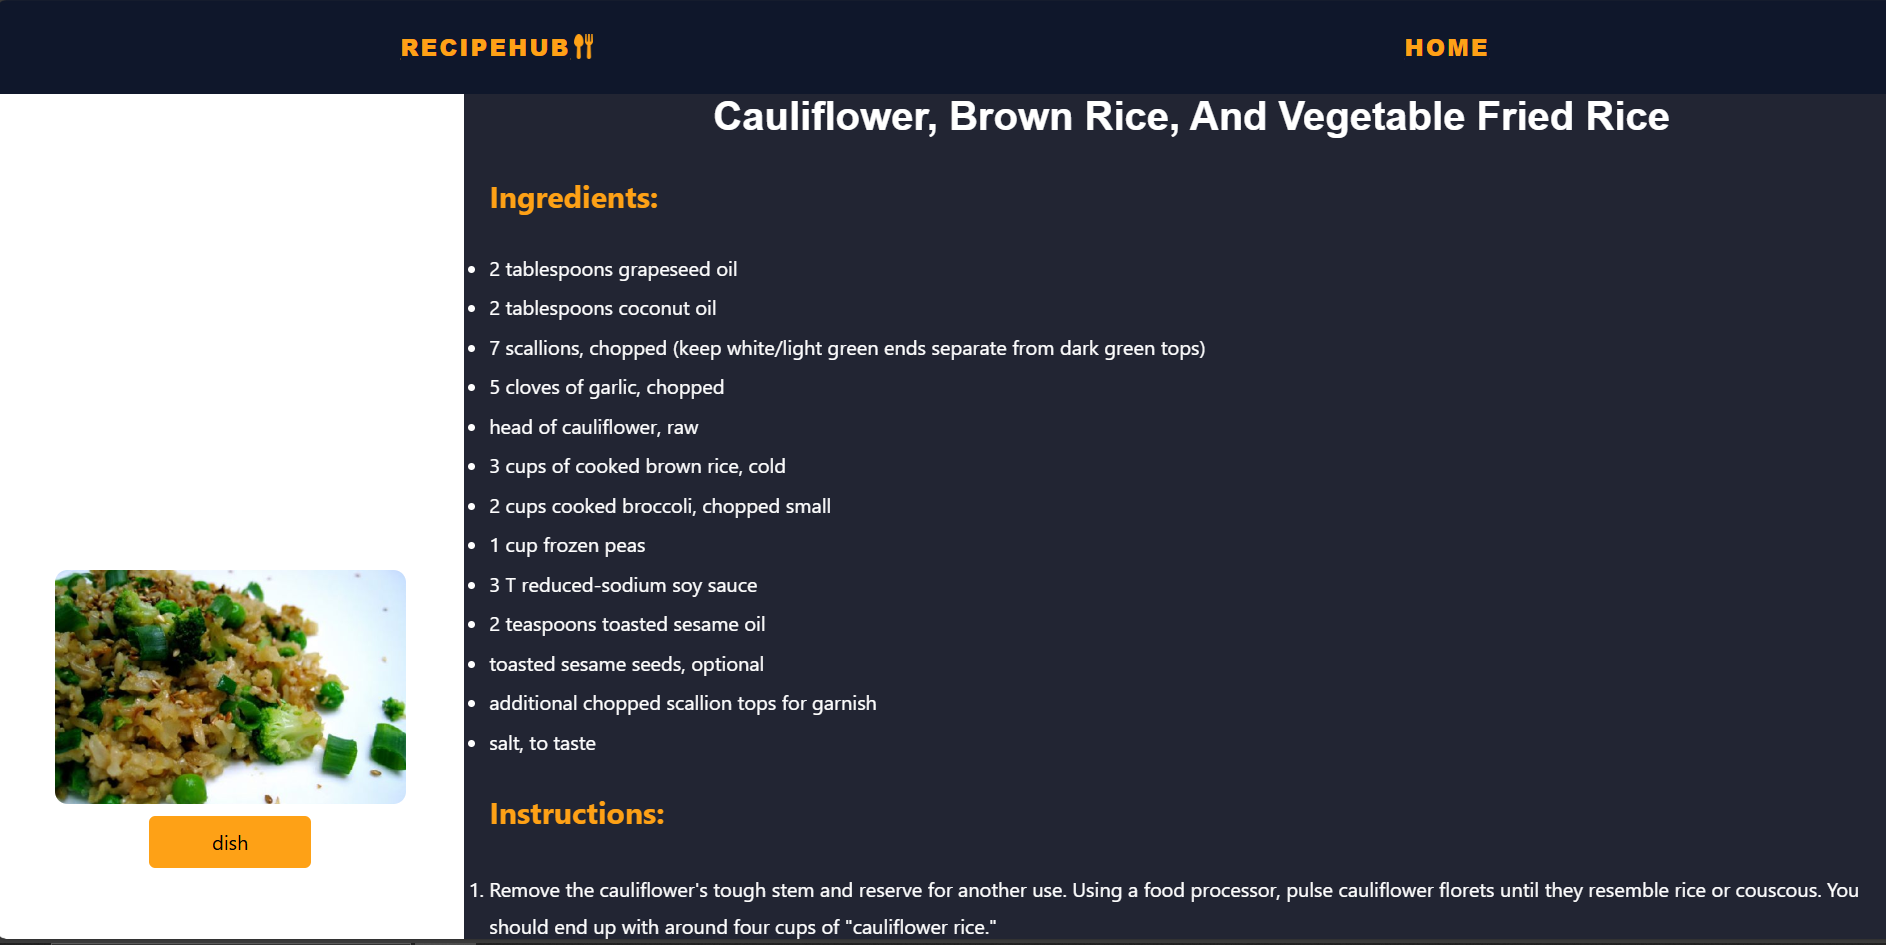 RECIPEHUB
HOME
Cauliflower, Brown Rice, And Vegetable Fried Rice
Ingredients:
• 2 tablespoons grapeseed oil
• 2 tablespoons coconut oil
• 7 scallions, chopped (keep white/light green ends separate from dark green tops)
• 5 cloves of garlic, chopped
• head of cauliflower, raw
• 3 cups of cooked brown rice, cold
• 2 cups cooked broccoli, chopped small
• 1 cup frozen peas
• 3 T reduced-sodium soy sauce
• 2 teaspoons toasted sesame oil
• toasted sesame seeds, optional
• additional chopped scallion tops for garnish
• salt, to taste
dish
Instructions:
1. Remove the cauliflower's tough stem and reserve for another use. Using a food processor, pulse cauliflower florets until they resemble rice or couscous. You
should end up with around four cups of "cauliflower rice."